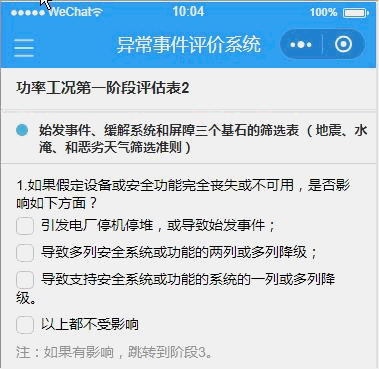 WeChat 10:04 100%
异常事件评价系统
功率工况第一阶段评估表2
始发事件、缓解系统和屏障三个基石的筛选表（地震、水
淹、和恶劣天气筛选准则）
1.如果假定设备或安全功能完全丧失或不可用，是否影
响如下方面？
引发电厂停机停堆，或导致始发事件；
导致多列安全系统或功能的两列或多列降级；
导致支持安全系统或功能的系统的一列或多列降
级。
以上都不受影响
注：如果有影响，跳转到阶段3。